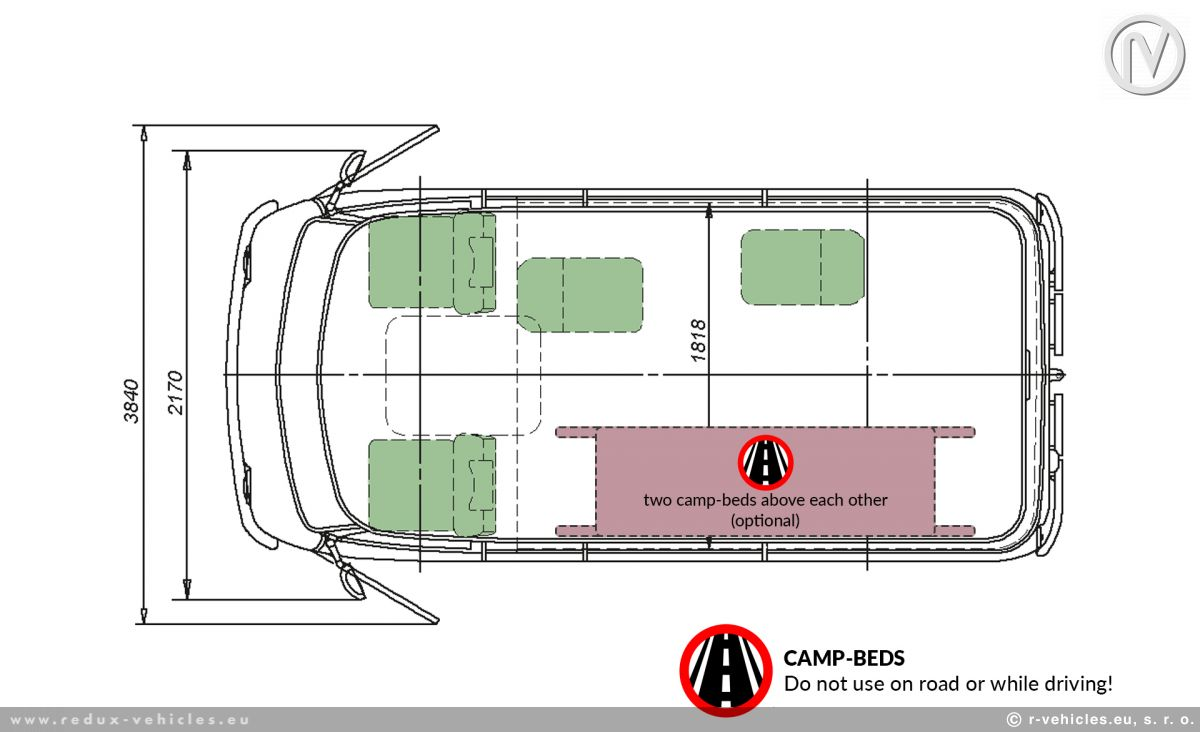 3840
2170
1818
two camp-beds above each other
(optional)
CAMP-BEDS
Do not use on road or while driving!
www.redux-vehicles.eu
© r-vehicles.eu, s. r. o.